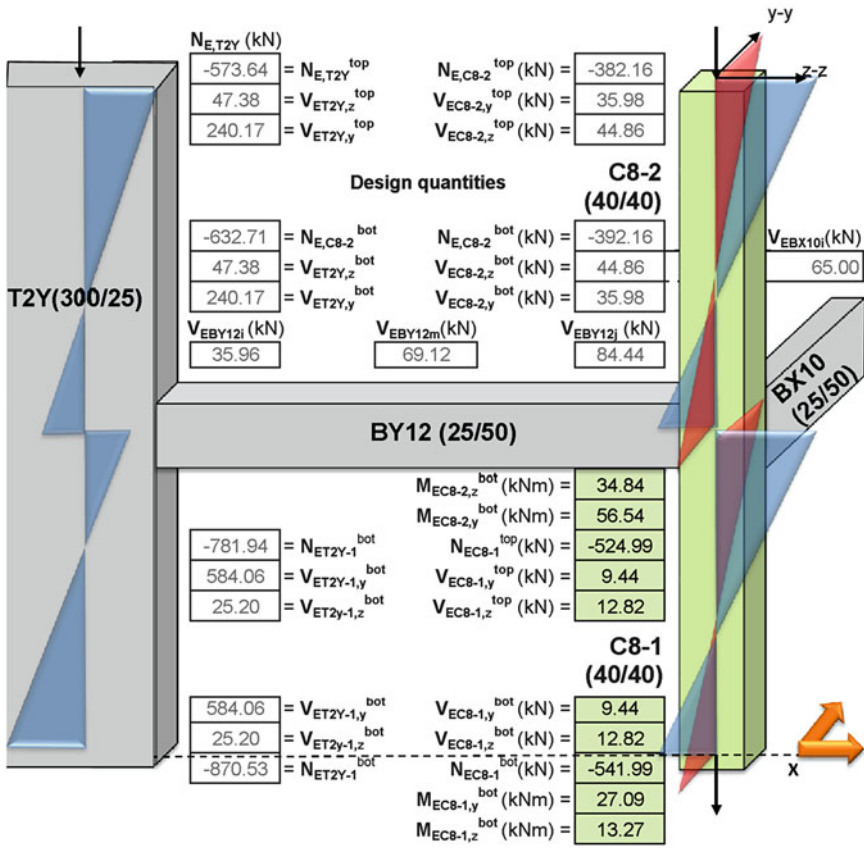 y-y
N_E,T2Y (kN)
z-z
-573.64 = N_E,T2Y^top N_E,C8-2^top (kN) -382.16
47.38 = V_ET2Y,z^top V_EC8-2,y^top (kN) 35.98
240.17 = V_ET2Y,y^top V_EC8-2,z^top (kN) 44.86
Design quantities
C8-2
(40/40)
-632.71 = N_E,C8-2^bot N_E,C8-2^bot (kN) -392.16 V_EBX10i(kN)
47.38 = V_ET2Y,z^bot V_EC8-2,z^bot (kN) 44.86 65.00
240.17 = V_ET2Y,y^bot V_EC8-2,y^bot (kN) 35.98
T2Y(300/25)
V_EBY12i (kN) V_EBY12m(kN) V_EBY12j (kN)
35.96 69.12 84.44
BX10
(25/50)
BY12 (25/50)
M_EC8-2,z^bot (kNm) 34.84
M_EC8-2,y^bot (kNm) 56.54
-781.94 = N_ET2Y-1^bot N_EC8-1^top(kN) -524.99
584.06 = V_ET2Y-1,y^bot V_EC8-1,y^top (kN) 9.44
25.20 = V_ET2y-1,z^bot V_EC8-1,z^top (kN) 12.82
C8-1
(40/40)
584.06 = V_ET2Y-1,y^bot V_EC8-1,y^bot (kN) 9.44
25.20 = V_ET2y-1,z^bot V_EC8-1,z^bot (kN) 12.82
-870.53 = N_ET2Y-1^bot N_EC8-1^bot (kN) -541.99
X
M_EC8-1,y^bot (kNm) 27.09
M_EC8-1,z^bot (kNm) 13.27